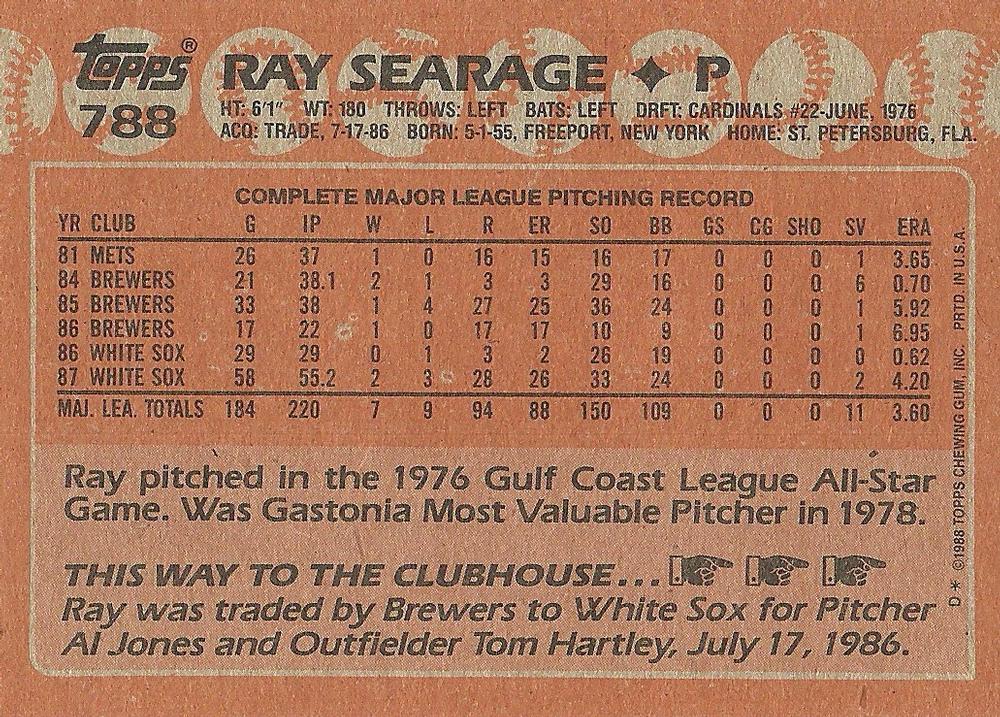 Topps® RAY SEARAGE ✦ P
788
HT: 6'1" WT: 180 THROWS: LEFT BATS: LEFT DRFT: CARDINALS #22-JUNE, 1976
ACQ: TRADE, 7-17-86 BORN: 5-1-55, FREEPORT, NEW YORK HOME: ST. PETERSBURG, FLA.
COMPLETE MAJOR LEAGUE PITCHING RECORD
YR CLUB G IP W L R ER SO BB GS CG SHO SV ERA
81 METS 26 37 1 0 16 15 16 17 0 0 0 1 3.65
84 BREWERS 21 38.1 2 1 3 3 29 16 0 0 0 6 0.70
85 BREWERS 33 38 1 4 27 25 36 24 0 0 0 1 5.92
86 BREWERS 17 22 1 0 17 17 10 9 0 0 0 1 6.95
86 WHITE SOX 29 29 0 1 3 2 26 19 0 0 0 0 0.62
87 WHITE SOX 58 55.2 2 3 28 26 33 24 0 0 0 2 4.20
MAJ. LEA. TOTALS 184 220 7 9 94 88 150 109 0 0 0 11 3.60
Ray pitched in the 1976 Gulf Coast League All-Star
Game. Was Gastonia Most Valuable Pitcher in 1978.
THIS WAY TO THE CLUBHOUSE...
Ray was traded by Brewers to White Sox for Pitcher
Al Jones and Outfielder Tom Hartley, July 17, 1986.
D* ©1988 TOPPS CHEWING GUM, INC. PRTD. IN U.S.A.